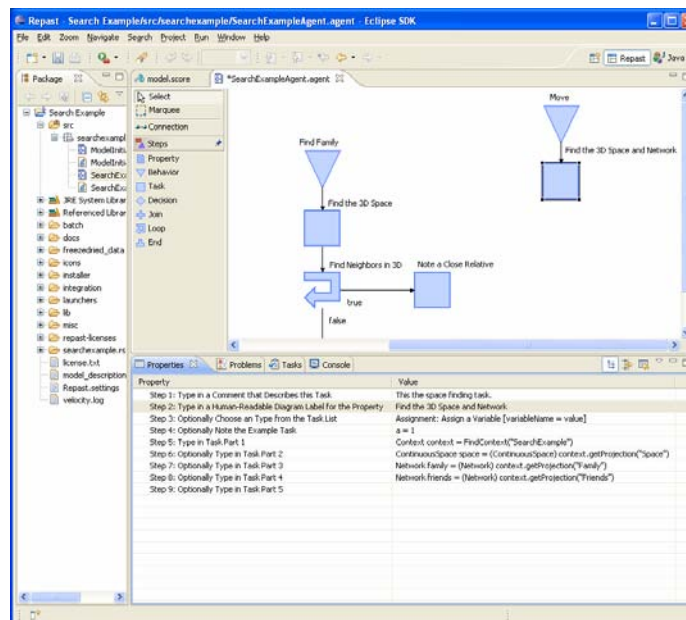 Repast - Search Example/src/searchexample/SearchExampleAgent.agent - Eclipse SDK
File Edit Zoom Navigate Search Project Run Window Help
Repast Java
Package
model.score *SearchExampleAgent.agent
Search Example
src
searchexampl
ModelIniti
ModelIniti
SearchExa
SearchExa
JRE System Librar
Referenced Librar
batch
docs
freezedried_data
icons
installer
integration
launchers
lib
misc
repast-licenses
searchexample.rs
license.txt
model_description
Repast.settings
velocity.log
Select
Marquee
Connection
Steps
Property
Behavior
Task
Decision
Join
Loop
End
Move
Find the 3D Space and Network
Find Family
Find the 3D Space
Find Neighbors in 3D
Note a Close Relative
true
false
Properties Problems Tasks Console
Property Value
Step 1: Type in a Comment that Describes this Task This the space finding task.
Step 2: Type in a Human-Readable Diagram Label for the Property Find the 3D Space and Network
Step 3: Optionally Choose an Type from the Task List Assignment: Assign a Variable [variableName = value]
Step 4: Optionally Note the Example Task a = 1
Step 5: Type in Task Part 1 Context context = FindContext("SearchExample")
Step 6: Optionally Type in Task Part 2 ContinuousSpace space = (ContinuousSpace) context.getProjection("Space")
Step 7: Optionally Type in Task Part 3 Network family = (Network) context.getProjection("Family")
Step 8: Optionally Type in Task Part 4 Network friends = (Network) context.getProjection("Friends")
Step 9: Optionally Type in Task Part 5